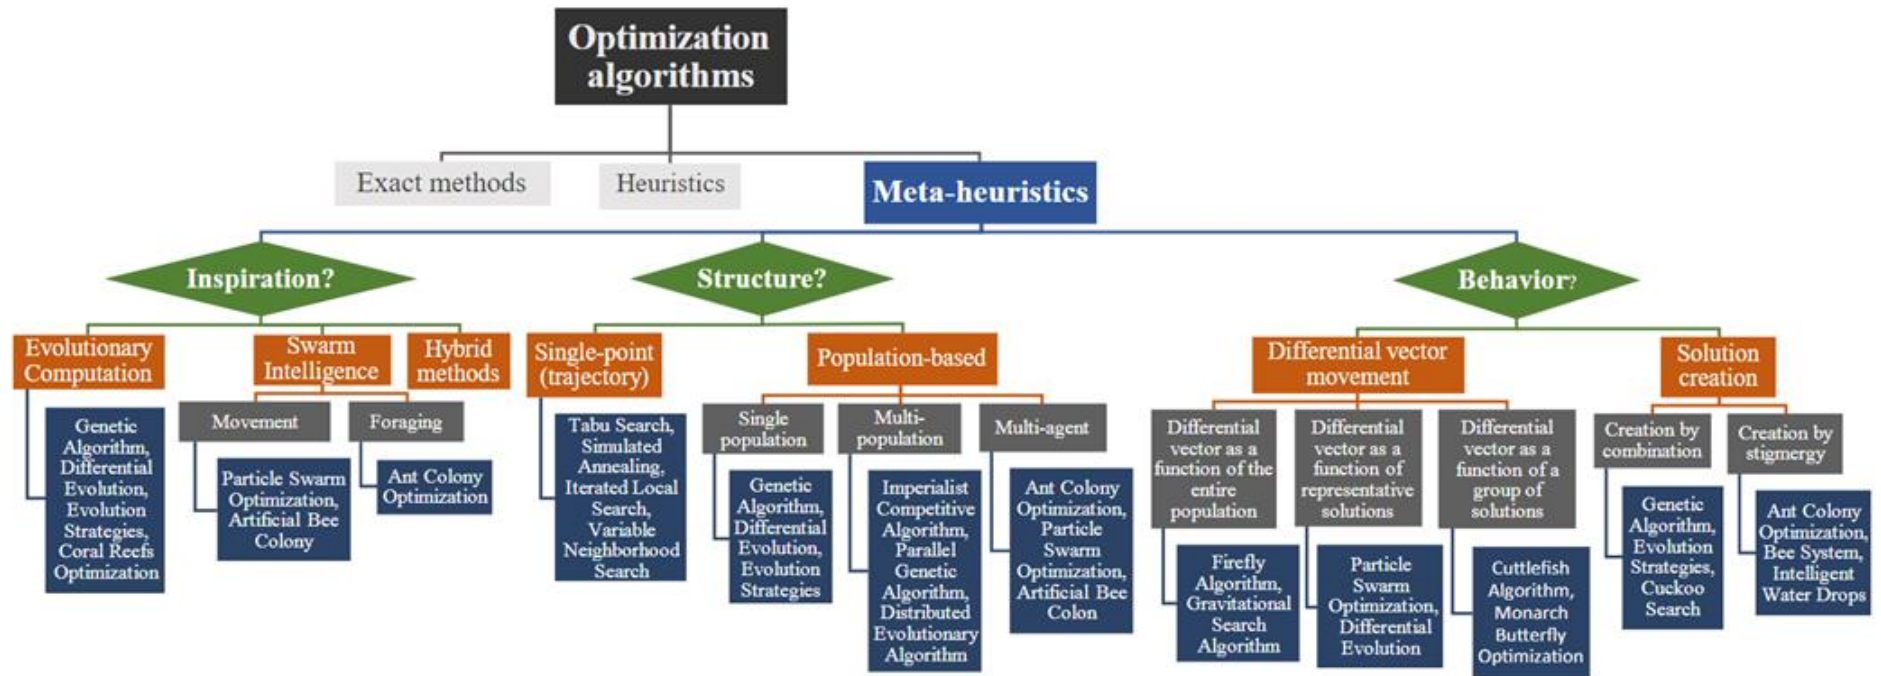 Optimization
algorithms
Exact methods
Heuristics
Meta-heuristics
Inspiration?
Structure?
Behavior?
Evolutionary
Computation
Swarm
Intelligence
Hybrid
methods
Single-point
(trajectory)
Population-based
Differential vector
movement
Solution
creation
Genetic
Algorithm,
Differential
Evolution,
Evolution
Strategies,
Coral Reefs
Optimization
Movement
Particle Swarm
Optimization,
Artificial Bee
Colony
Foraging
Ant Colony
Optimization
Tabu Search,
Simulated
Annealing,
Iterated Local
Search,
Variable
Neighborhood
Search
Single
population
Genetic
Algorithm,
Differential
Evolution,
Evolution
Strategies
Multi-
population
Imperialist
Competitive
Algorithm,
Parallel
Genetic
Algorithm,
Distributed
Evolutionary
Algorithm
Multi-agent
Ant Colony
Optimization,
Particle
Swarm
Optimization,
Artificial Bee
Colon
Differential
vector as a
function of the
entire
population
Firefly
Algorithm,
Gravitational
Search
Algorithm
Differential
vector as a
function of
representative
solutions
Particle
Swarm
Optimization,
Differential
Evolution
Differential
vector as a
function of a
group of
solutions
Cuttlefish
Algorithm,
Monarch
Butterfly
Optimization
Creation by
combination
Genetic
Algorithm,
Evolution
Strategies,
Cuckoo
Search
Creation by
stigmergy
Ant Colony
Optimization,
Bee System,
Intelligent
Water Drops